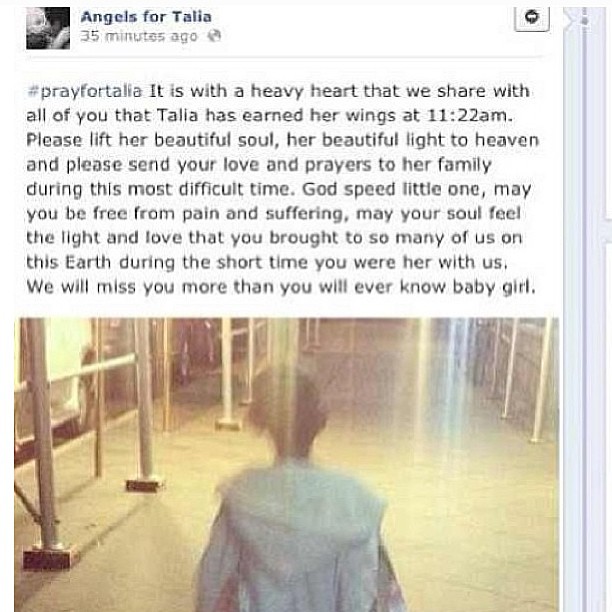 Angels for Talia
35 minutes ago
#prayfortalia It is with a heavy heart that we share with
all of you that Talia has earned her wings at 11:22am.
Please lift her beautiful soul, her beautiful light to heaven
and please send your love and prayers to her family
during this most difficult time. God speed little one, may
you be free from pain and suffering, may your soul feel
the light and love that you brought to so many of us on
this Earth during the short time you were her with us.
We will miss you more than you will ever know baby girl.